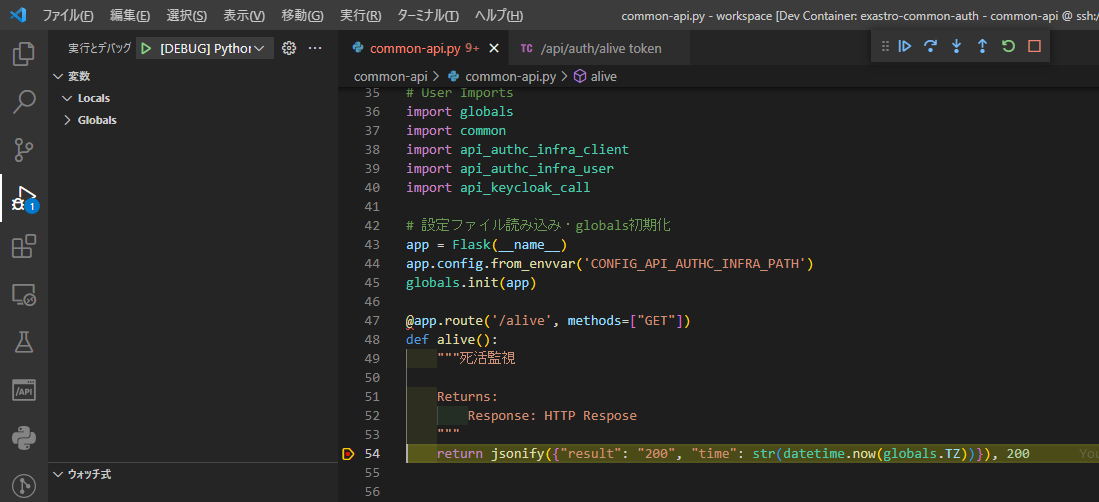 ファイル(F) 編集(E) 選択(S) 表示(V) 移動(G) 実行(R) ターミナル(T) ヘルプ(H) common-api.py - workspace [Dev Container: exastro-common-auth - common-api @ ssh:
実行とデバッグ [DEBUG] Python ...
common-api.py 9+ TC /api/auth/alive token
common-api > common-api.py > alive
変数
Locals
Globals
1
/API
ウォッチ式
35 # User Imports
36 import globals
37 import common
38 import api_authc_infra_client
39 import api_authc_infra_user
40 import api_keycloak_call
41
42 # 設定ファイル読み込み・globals初期化
43 app = Flask(__name__)
44 app.config.from_envvar('CONFIG_API_AUTHC_INFRA_PATH')
45 globals.init(app)
46
47 @app.route('/alive', methods=["GET"])
48 def alive():
49 """死活監視
50
51 Returns:
52 Response: HTTP Respose
53 """
54 return jsonify({"result": "200", "time": str(datetime.now(globals.TZ))}), 200 You
55
56